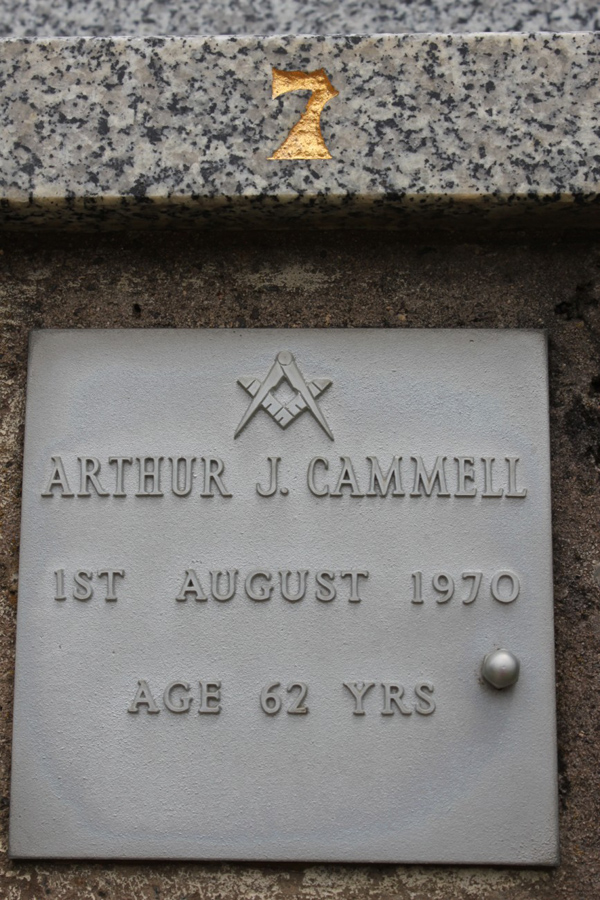 7
ARTHUR J. CAMMELL
1ST AUGUST 1970
AGE 62 YRS